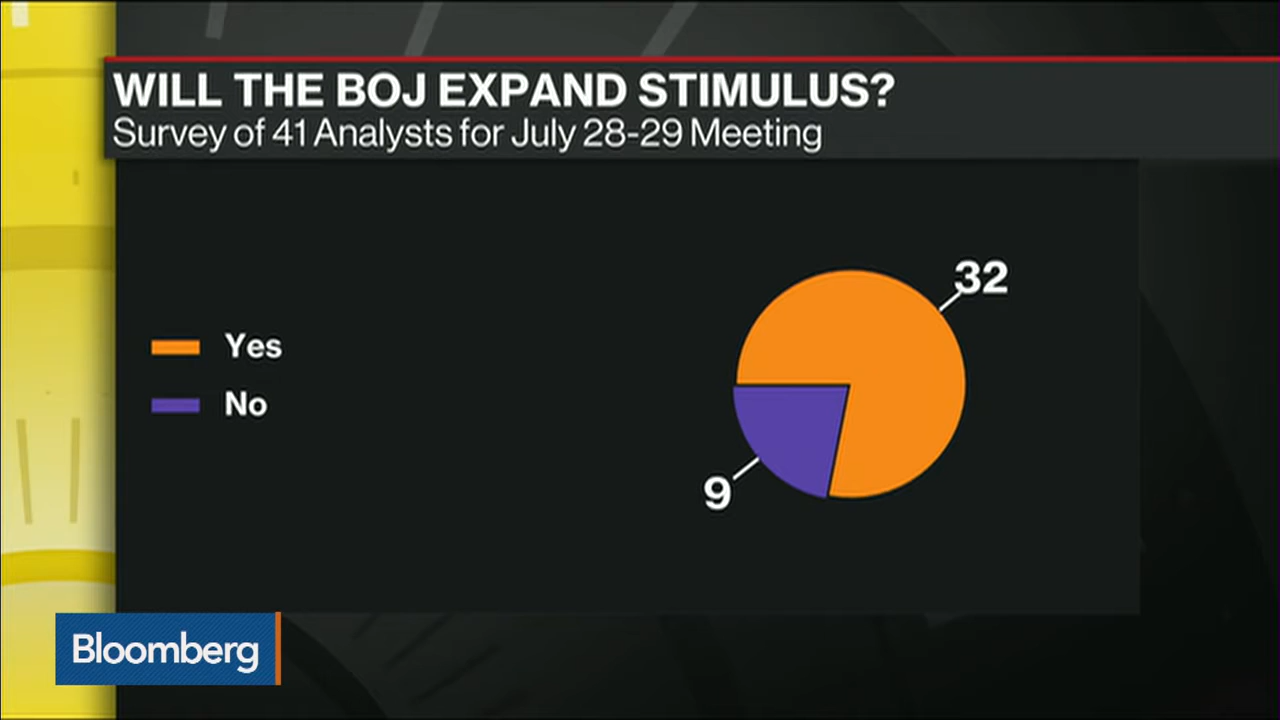 WILL THE BOJ EXPAND STIMULUS?
Survey of 41 Analysts for July 28-29 Meeting
32
Yes
No
9
Bloomberg